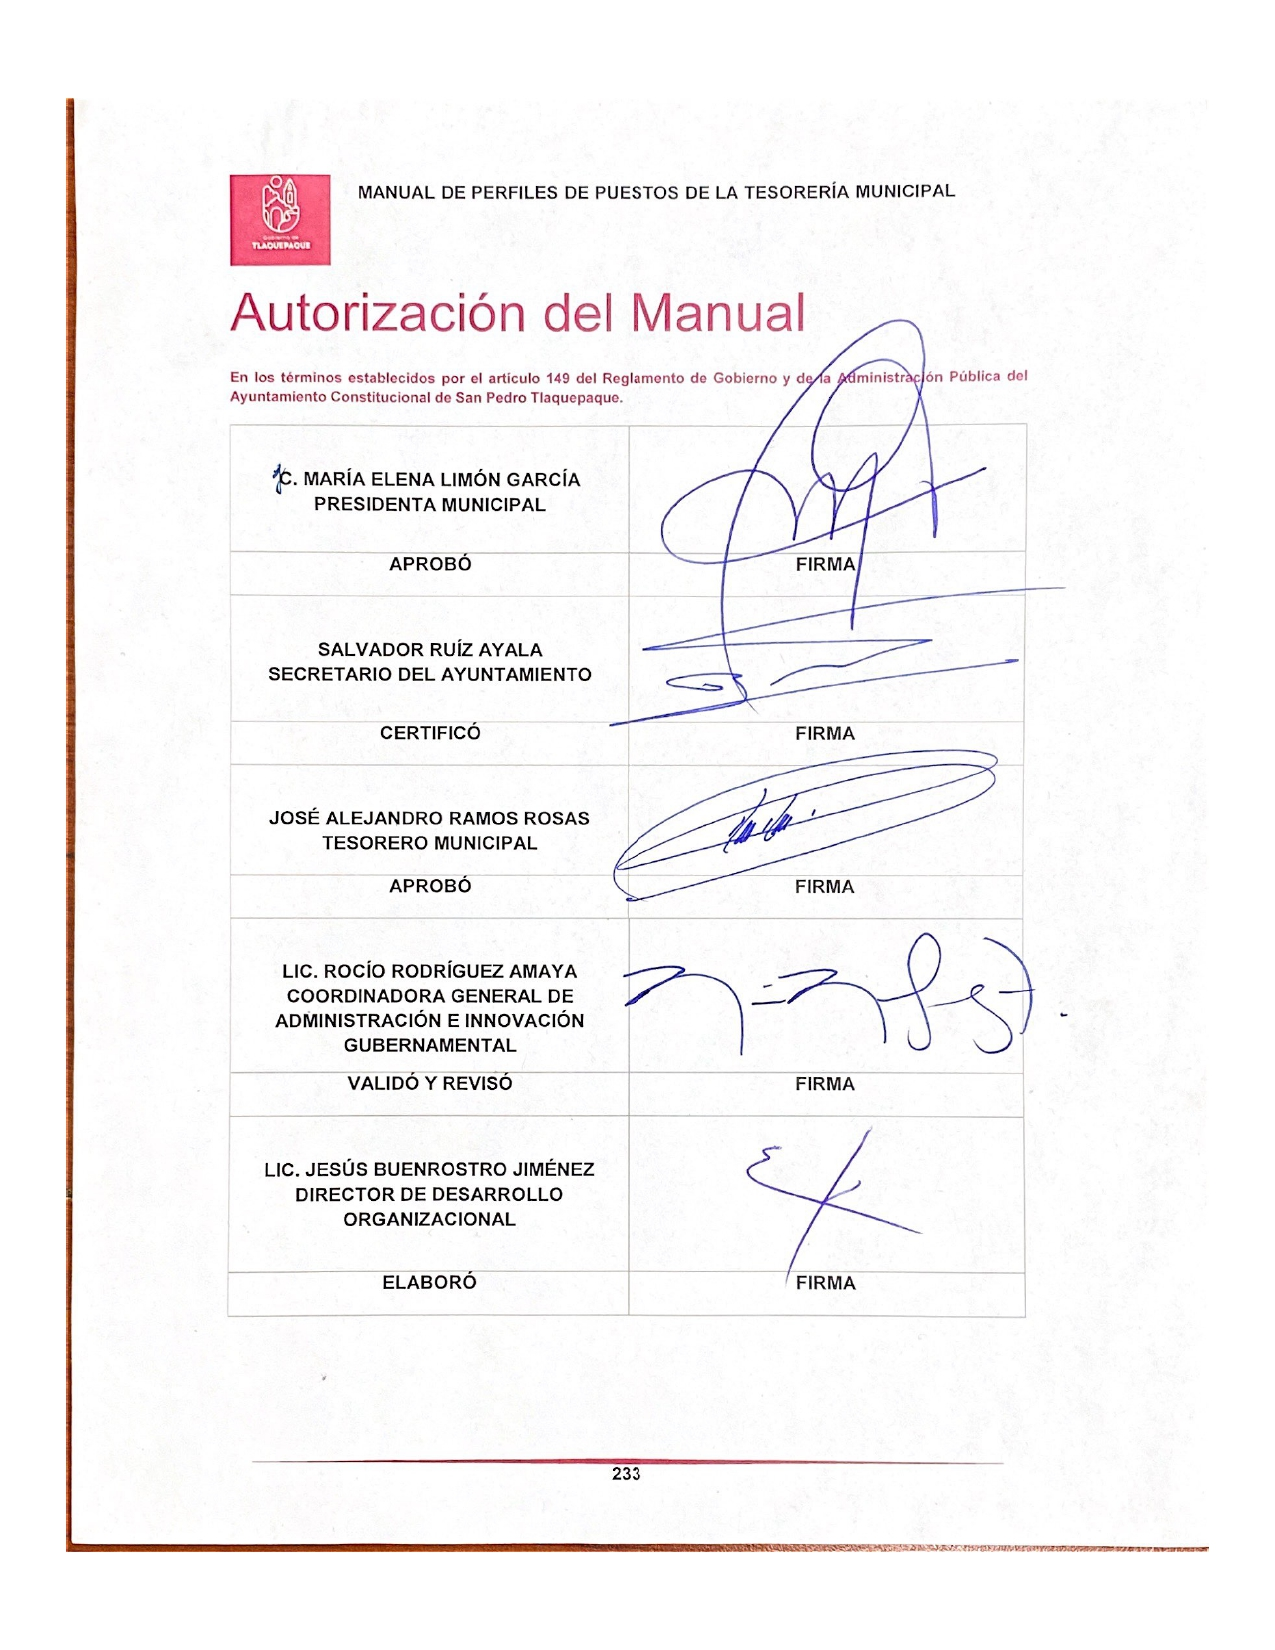 MANUAL DE PERFILES DE PUESTOS DE LA TESORERÍA MUNICIPAL
Gobierno de
TLAQUEPAQUE
Autorización del Manual
En los términos establecidos por el artículo 149 del Reglamento de Gobierno y de la Administración Pública del
Ayuntamiento Constitucional de San Pedro Tlaquepaque.
C. MARÍA ELENA LIMÓN GARCÍA
PRESIDENTA MUNICIPAL
APROBÓ FIRMA
SALVADOR RUÍZ AYALA
SECRETARIO DEL AYUNTAMIENTO
CERTIFICÓ FIRMA
JOSÉ ALEJANDRO RAMOS ROSAS
TESORERO MUNICIPAL
APROBÓ FIRMA
LIC. ROCÍO RODRÍGUEZ AMAYA
COORDINADORA GENERAL DE
ADMINISTRACIÓN E INNOVACIÓN
GUBERNAMENTAL
VALIDÓ Y REVISÓ FIRMA
LIC. JESÚS BUENROSTRO JIMÉNEZ
DIRECTOR DE DESARROLLO
ORGANIZACIONAL
ELABORÓ FIRMA
233